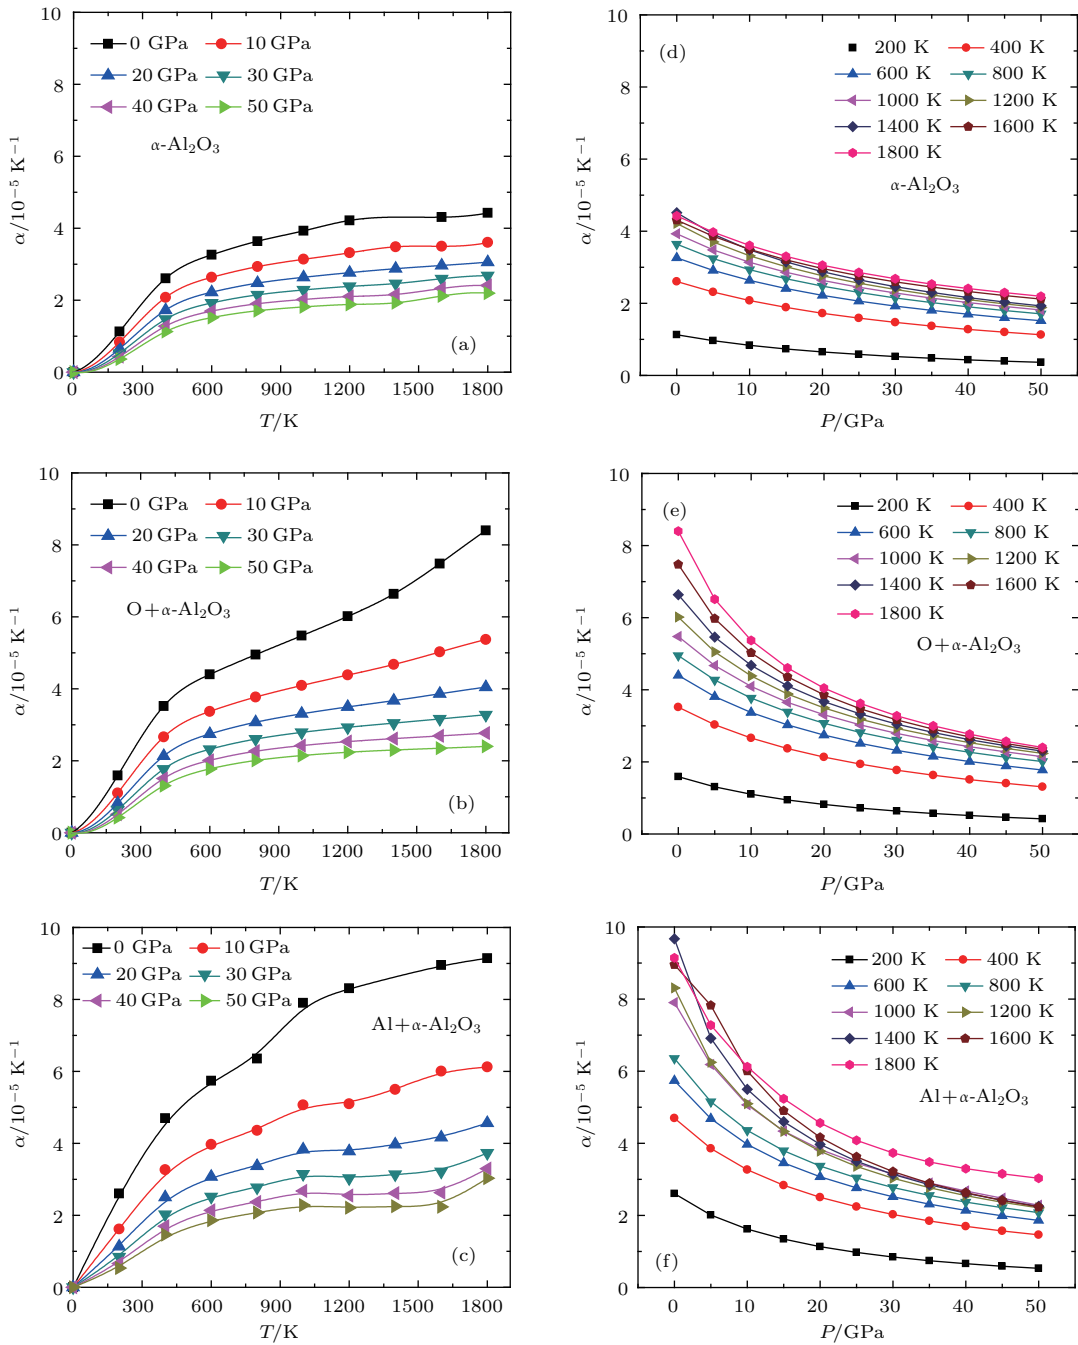 10
8
6
4
2
0
α/10⁻⁵ K⁻¹
0 GPa 10 GPa
20 GPa 30 GPa
40 GPa 50 GPa
α-Al₂O₃
(a)
0 300 600 900 1200 1500 1800
T/K
10
8
6
4
2
0
α/10⁻⁵ K⁻¹
(d)
200 K 400 K
600 K 800 K
1000 K 1200 K
1400 K 1600 K
1800 K
α-Al₂O₃
0 10 20 30 40 50
P/GPa
10
8
6
4
2
0
α/10⁻⁵ K⁻¹
0 GPa 10 GPa
20 GPa 30 GPa
40 GPa 50 GPa
O+α-Al₂O₃
(b)
0 300 600 900 1200 1500 1800
T/K
10
8
6
4
2
0
α/10⁻⁵ K⁻¹
(e)
200 K 400 K
600 K 800 K
1000 K 1200 K
1400 K 1600 K
1800 K
O+α-Al₂O₃
0 10 20 30 40 50
P/GPa
10
8
6
4
2
0
α/10⁻⁵ K⁻¹
0 GPa 10 GPa
20 GPa 30 GPa
40 GPa 50 GPa
Al+α-Al₂O₃
(c)
0 300 600 900 1200 1500 1800
T/K
10
8
6
4
2
0
α/10⁻⁵ K⁻¹
200 K 400 K
600 K 800 K
1000 K 1200 K
1400 K 1600 K
1800 K
Al+α-Al₂O₃
(f)
0 10 20 30 40 50
P/GPa